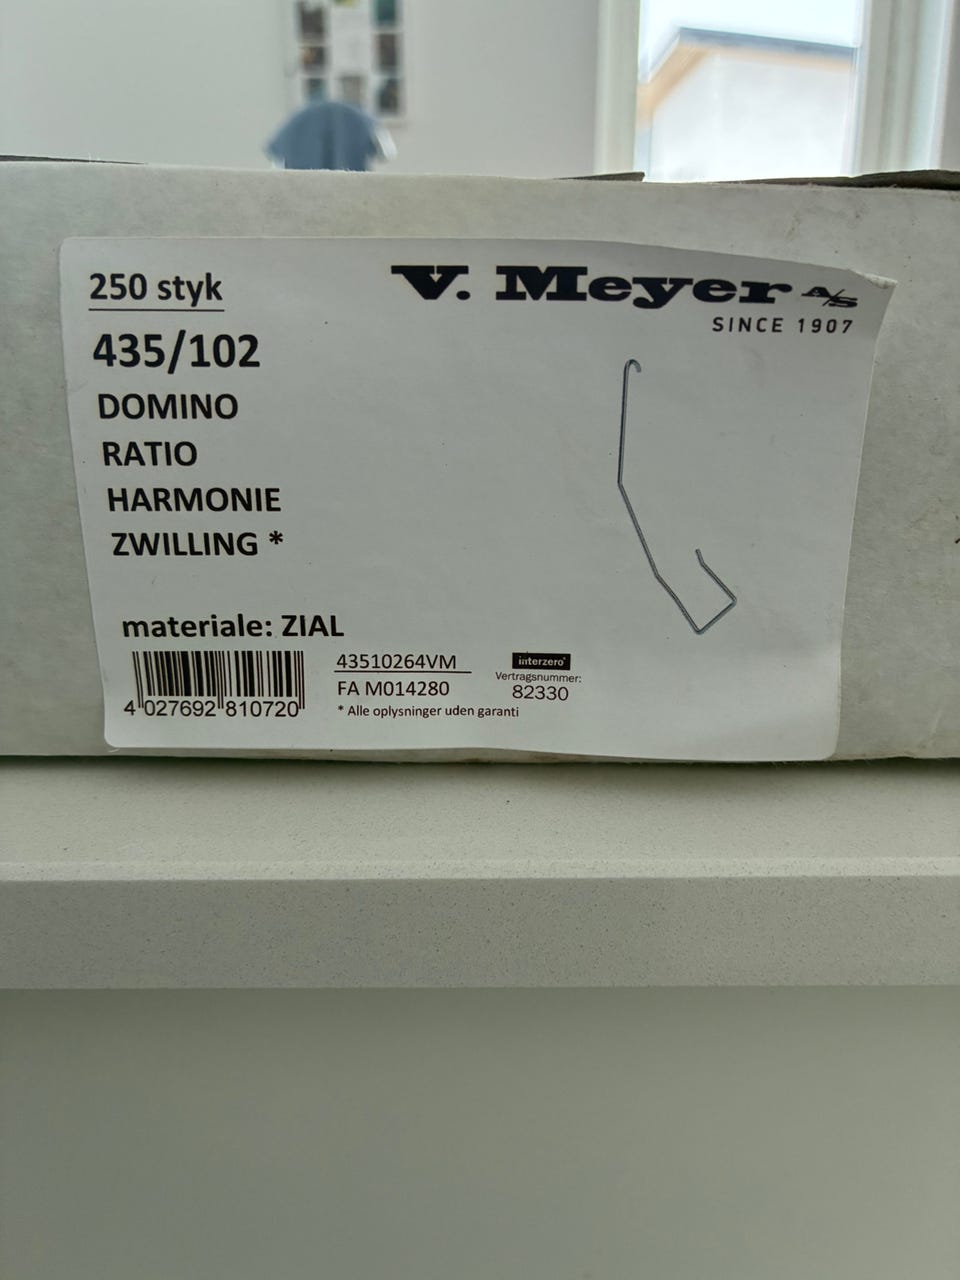 250 styk
V. Meyer A/S
SINCE 1907
435/102
DOMINO
RATIO
HARMONIE
ZWILLING *
materiale: ZIAL
4 027692 810720
43510264VM
FA M014280
* Alle oplysninger uden garanti
interzero
Vertragsnummer:
82330